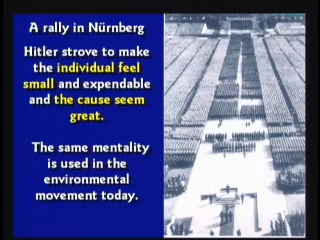 A rally in Nürnberg
Hitler strove to make
the individual feel
small and expendable
and the cause seem
great.
The same mentality
is used in the
environmental
movement today.